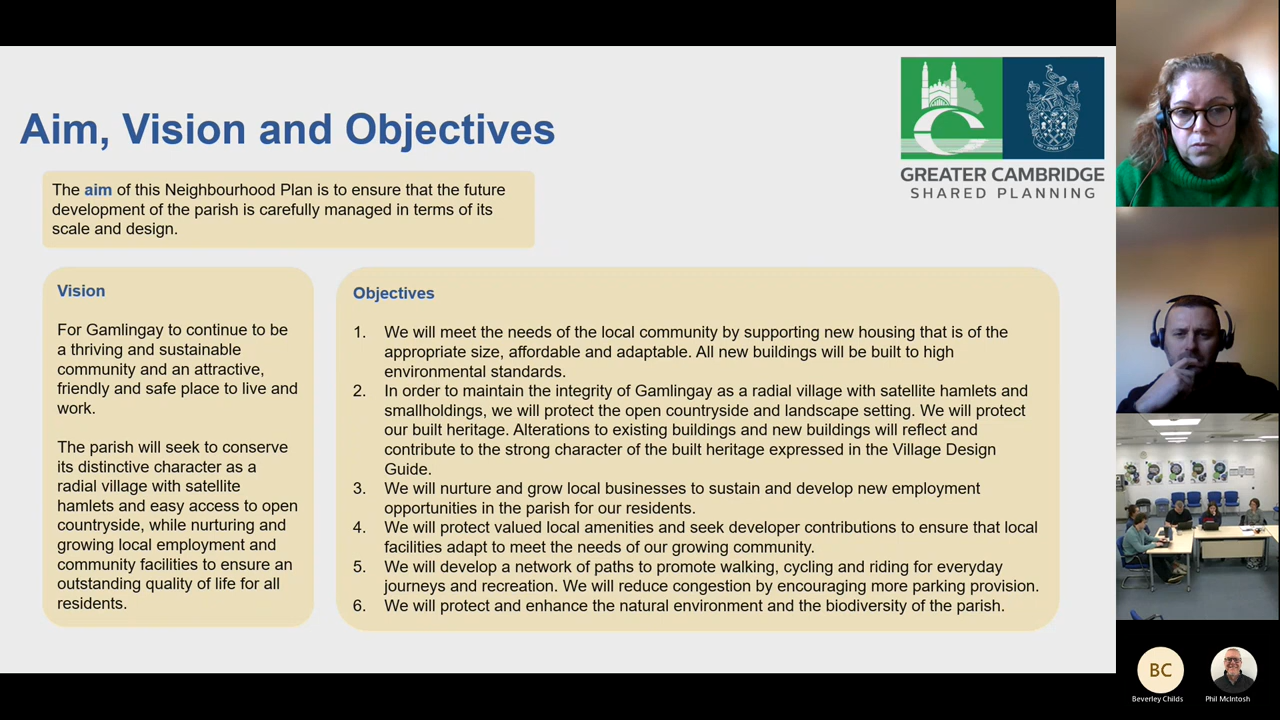 Aim, Vision and Objectives
GREATER CAMBRIDGE
SHARED PLANNING
The aim of this Neighbourhood Plan is to ensure that the future
development of the parish is carefully managed in terms of its
scale and design.
Vision
For Gamlingay to continue to be
a thriving and sustainable
community and an attractive,
friendly and safe place to live and
work.
The parish will seek to conserve
its distinctive character as a
radial village with satellite
hamlets and easy access to open
countryside, while nurturing and
growing local employment and
community facilities to ensure an
outstanding quality of life for all
residents.
Objectives
1. We will meet the needs of the local community by supporting new housing that is of the
appropriate size, affordable and adaptable. All new buildings will be built to high
environmental standards.
2. In order to maintain the integrity of Gamlingay as a radial village with satellite hamlets and
smallholdings, we will protect the open countryside and landscape setting. We will protect
our built heritage. Alterations to existing buildings and new buildings will reflect and
contribute to the strong character of the built heritage expressed in the Village Design
Guide.
3. We will nurture and grow local businesses to sustain and develop new employment
opportunities in the parish for our residents.
4. We will protect valued local amenities and seek developer contributions to ensure that local
facilities adapt to meet the needs of our growing community.
5. We will develop a network of paths to promote walking, cycling and riding for everyday
journeys and recreation. We will reduce congestion by encouraging more parking provision.
6. We will protect and enhance the natural environment and the biodiversity of the parish.
BC
Beverley Childs
Phil McIntosh